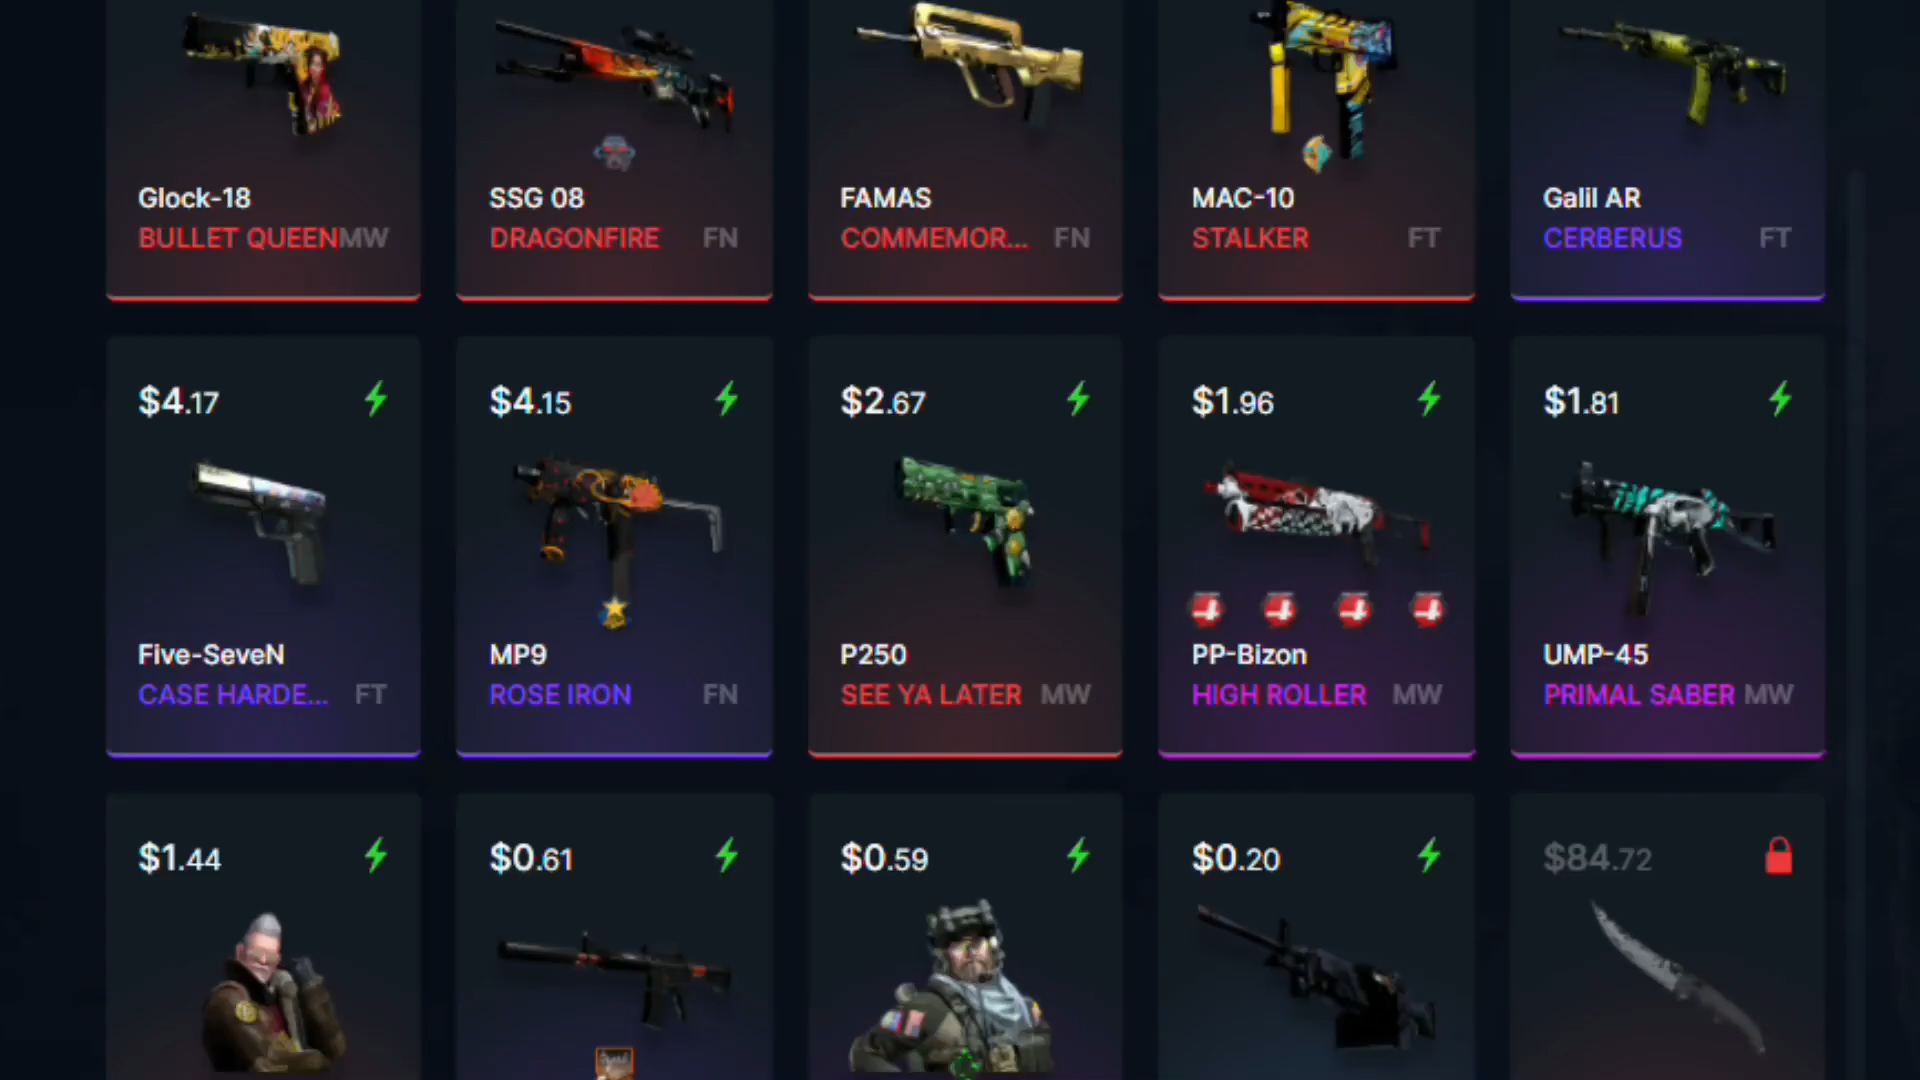 Glock-18
BULLET QUEEN MW
SSG 08
DRAGONFIRE FN
FAMAS
COMMEMOR... FN
MAC-10
STALKER FT
Galil AR
CERBERUS FT
$4.17
Five-SeveN
CASE HARDE... FT
$4.15
MP9
ROSE IRON FN
$2.67
P250
SEE YA LATER MW
$1.96
PP-Bizon
HIGH ROLLER MW
$1.81
UMP-45
PRIMAL SABER MW
$1.44
$0.61
$0.59
$0.20
$84.72